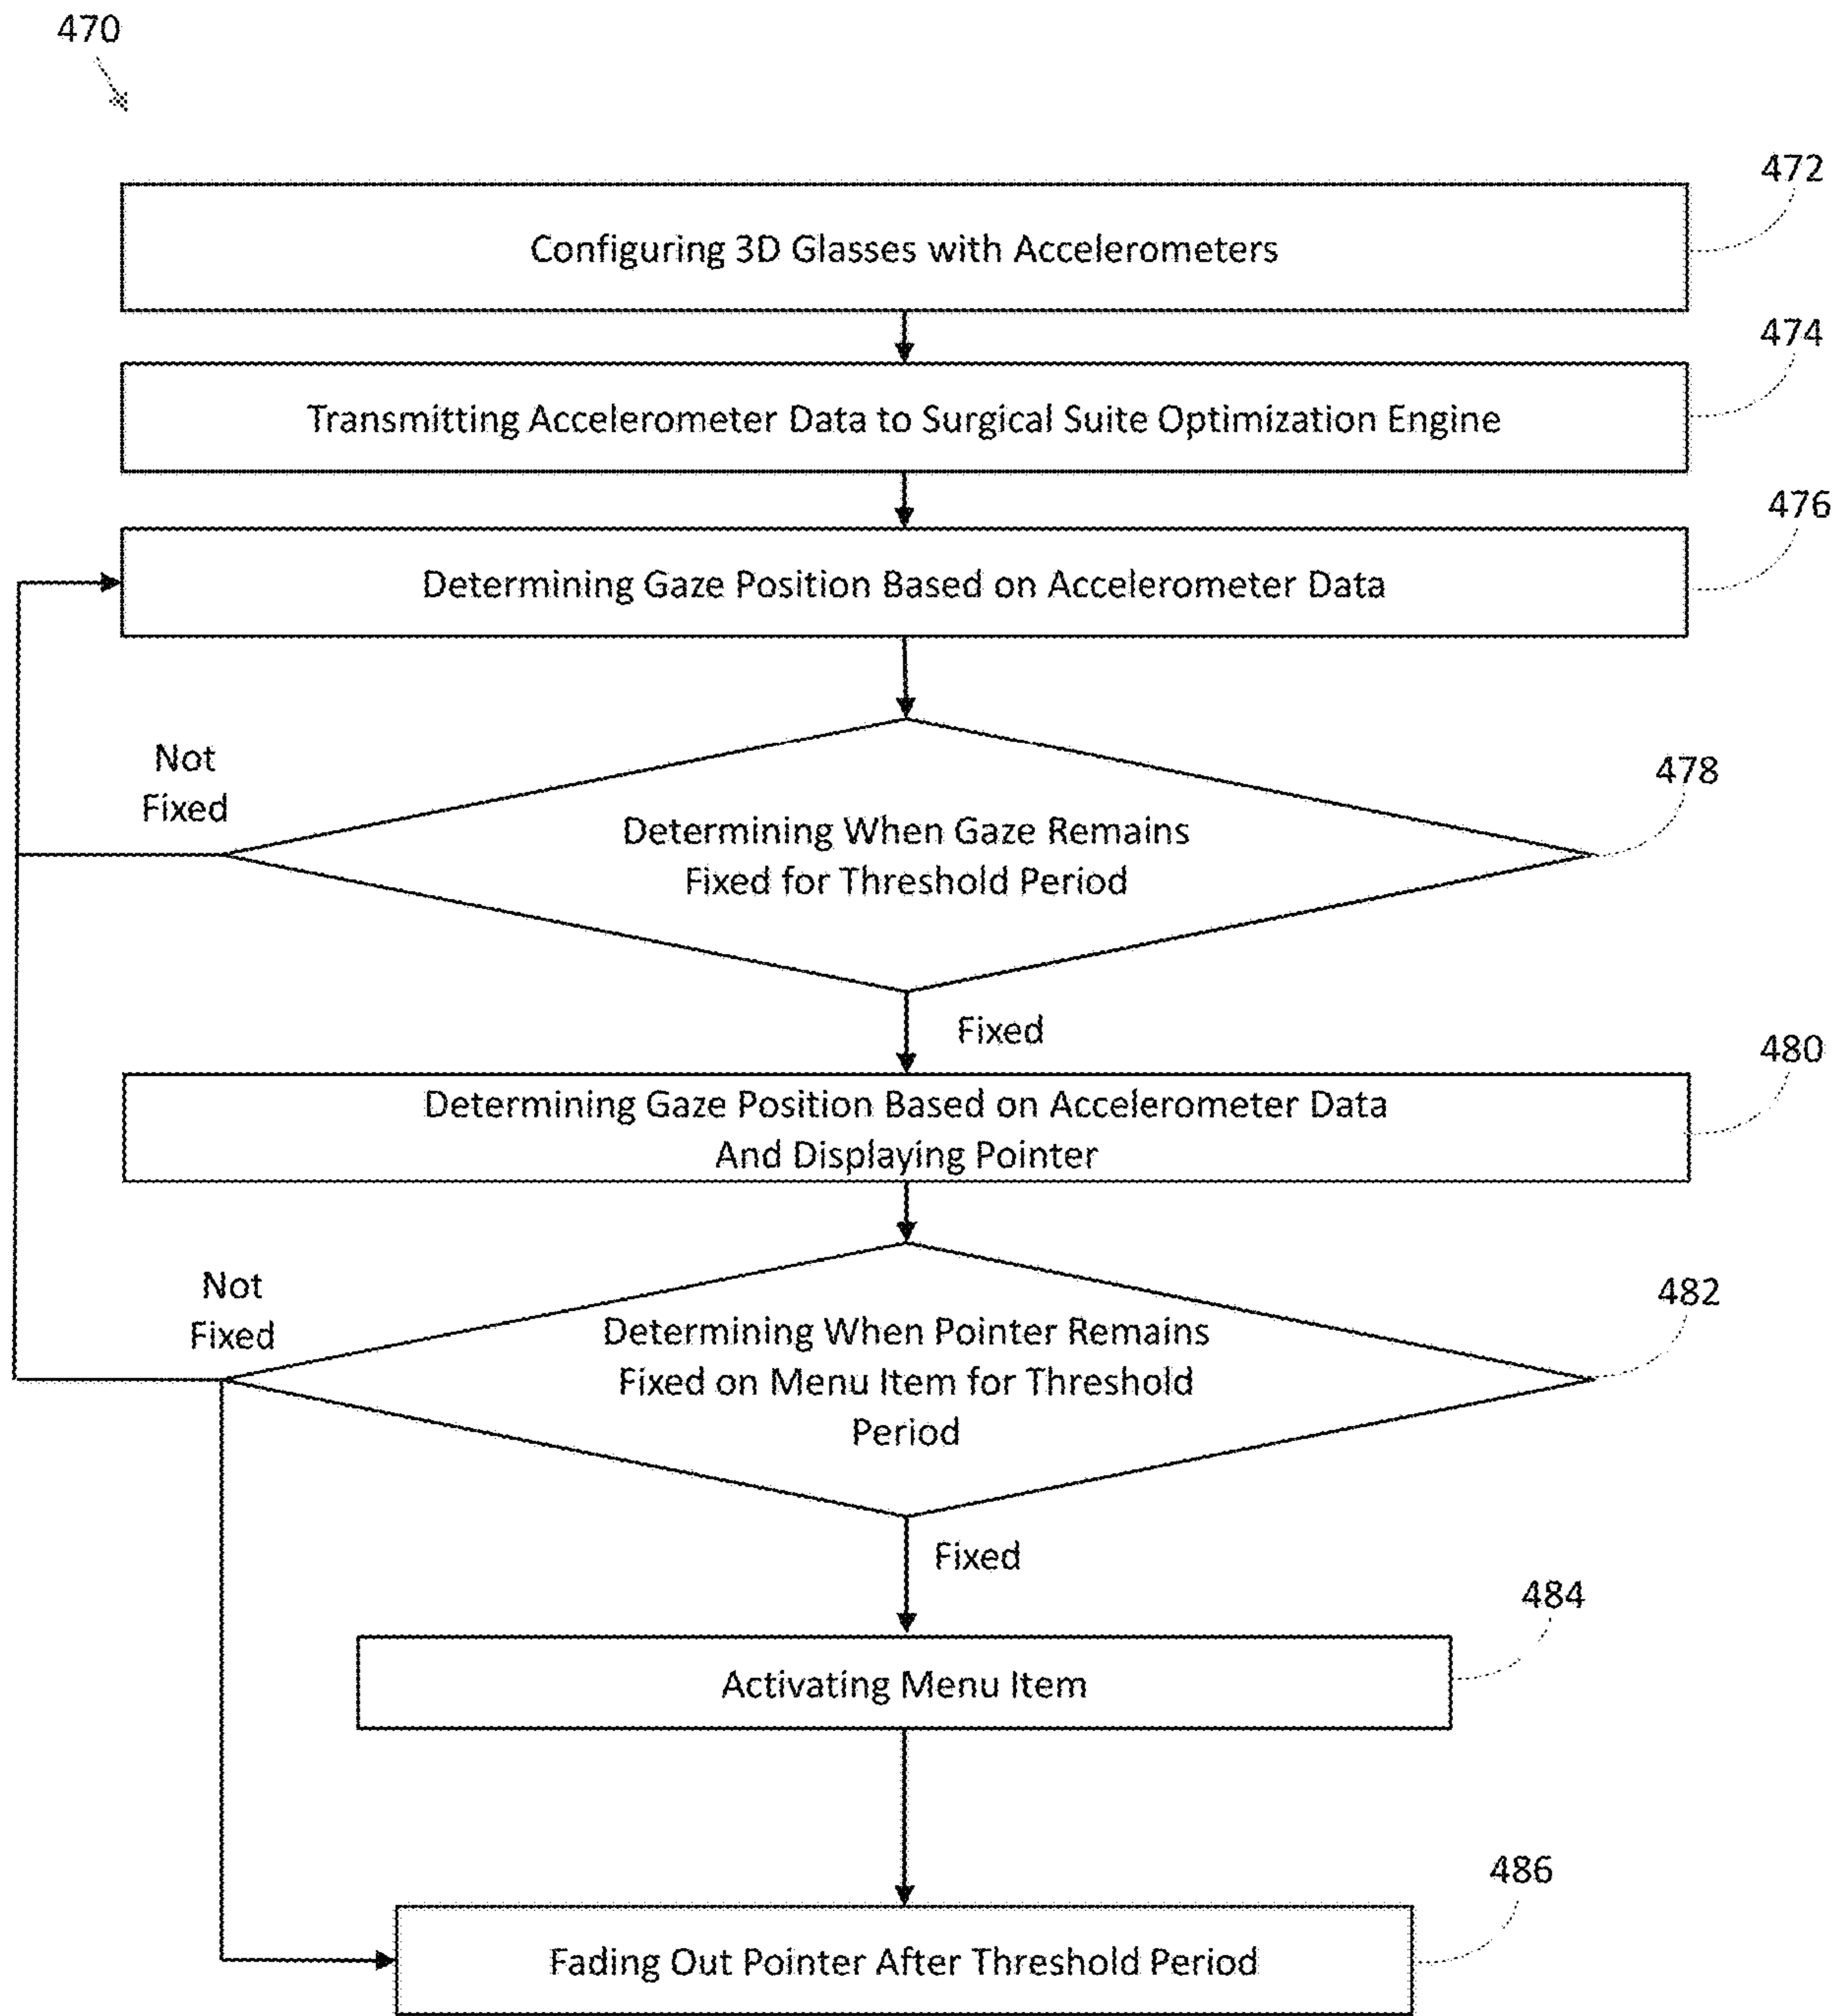 470
472
Configuring 3D Glasses with Accelerometers
474
Transmitting Accelerometer Data to Surgical Suite Optimization Engine
476
Determining Gaze Position Based on Accelerometer Data
Not
Fixed
478
Determining When Gaze Remains
Fixed for Threshold Period
Fixed
480
Determining Gaze Position Based on Accelerometer Data
And Displaying Pointer
Not
Fixed
482
Determining When Pointer Remains
Fixed on Menu Item for Threshold
Period
Fixed
484
Activating Menu Item
486
Fading Out Pointer After Threshold Period